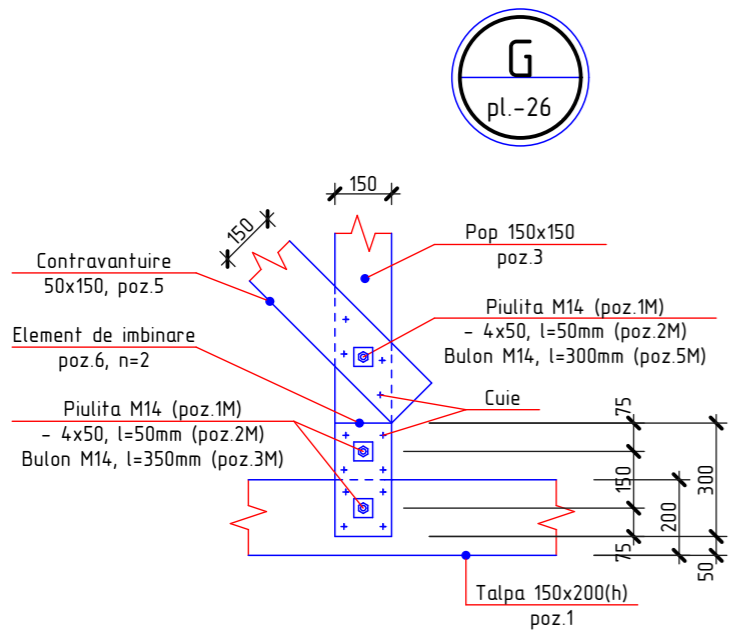 G
pl.-26
150
150
Contravantuire
50x150, poz.5
Pop 150x150
poz.3
Element de imbinare
poz.6, n=2
Piulita M14 (poz.1M)
- 4x50, l=50mm (poz.2M)
Bulon M14, l=300mm (poz.5M)
Piulita M14 (poz.1M)
- 4x50, l=50mm (poz.2M)
Bulon M14, l=350mm (poz.3M)
Cuie
75
150
75
200
300
50
Talpa 150x200(h)
poz.1